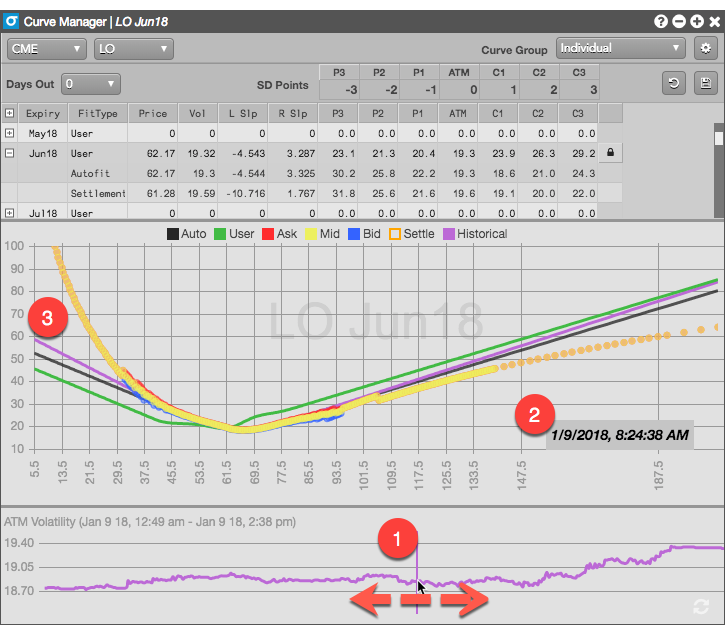 Curve Manager | LO Jun18
CME LO Curve Group Individual
Days Out 0 SD Points
P3 P2 P1 ATM C1 C2 C3
-3 -2 -1 0 1 2 3
Expiry FitType Price Vol L Slp R Slp P3 P2 P1 ATM C1 C2 C3
May18 User 0 0 0 0 0.0 0.0 0.0 0.0 0.0 0.0 0.0
Jun18 User 62.17 19.32 -4.543 3.287 23.1 21.3 20.4 19.3 23.9 26.3 29.2
Autofit 62.17 19.3 -4.544 3.325 30.2 25.8 22.2 19.3 18.6 21.0 24.3
Settlement 61.28 19.59 -10.716 1.767 31.8 25.6 21.6 19.6 19.1 20.0 22.0
Jul18 User 0 0 0 0 0.0 0.0 0.0 0.0 0.0 0.0 0.0
Auto User Ask Mid Bid Settle Historical
100
90
80
70
60
50
40
30
20
10
LO Jun18
3
2
1/9/2018, 8:24:38 AM
5.5 13.5 21.5 29.5 37.5 45.5 53.5 61.5 69.5 77.5 85.5 93.5 101.5 109.5 117.5 125.5 133.5 147.5 187.5
ATM Volatility (Jan 9 18, 12:49 am - Jan 9 18, 2:38 pm)
1
19.40
19.05
18.70